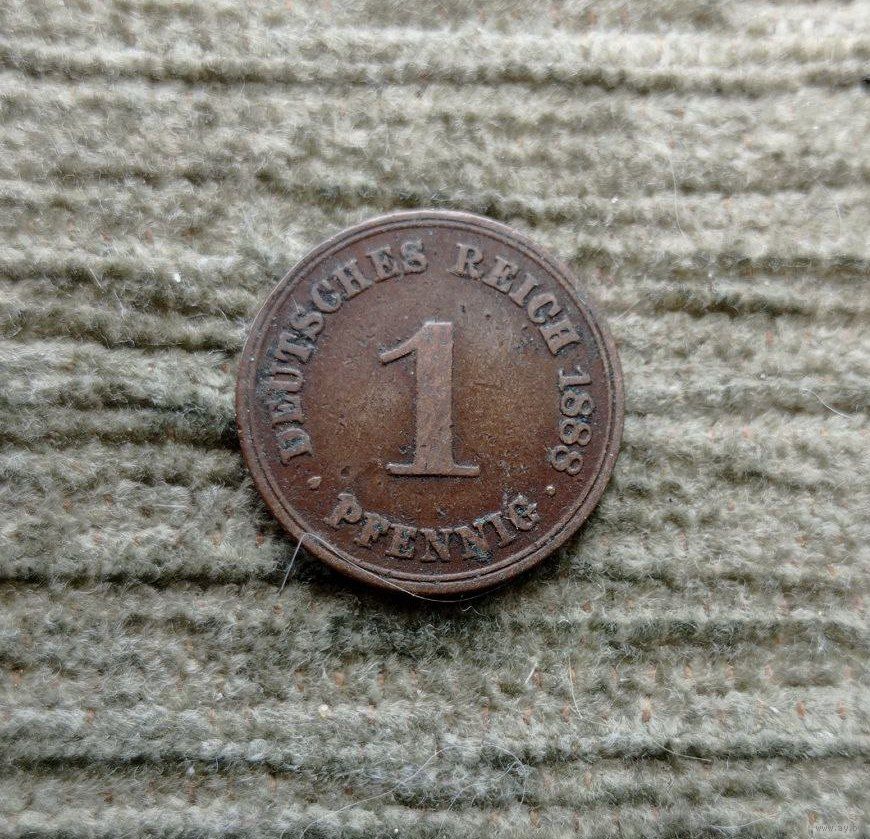 DEUTSCHES REICH 1888
1
PFENNIG